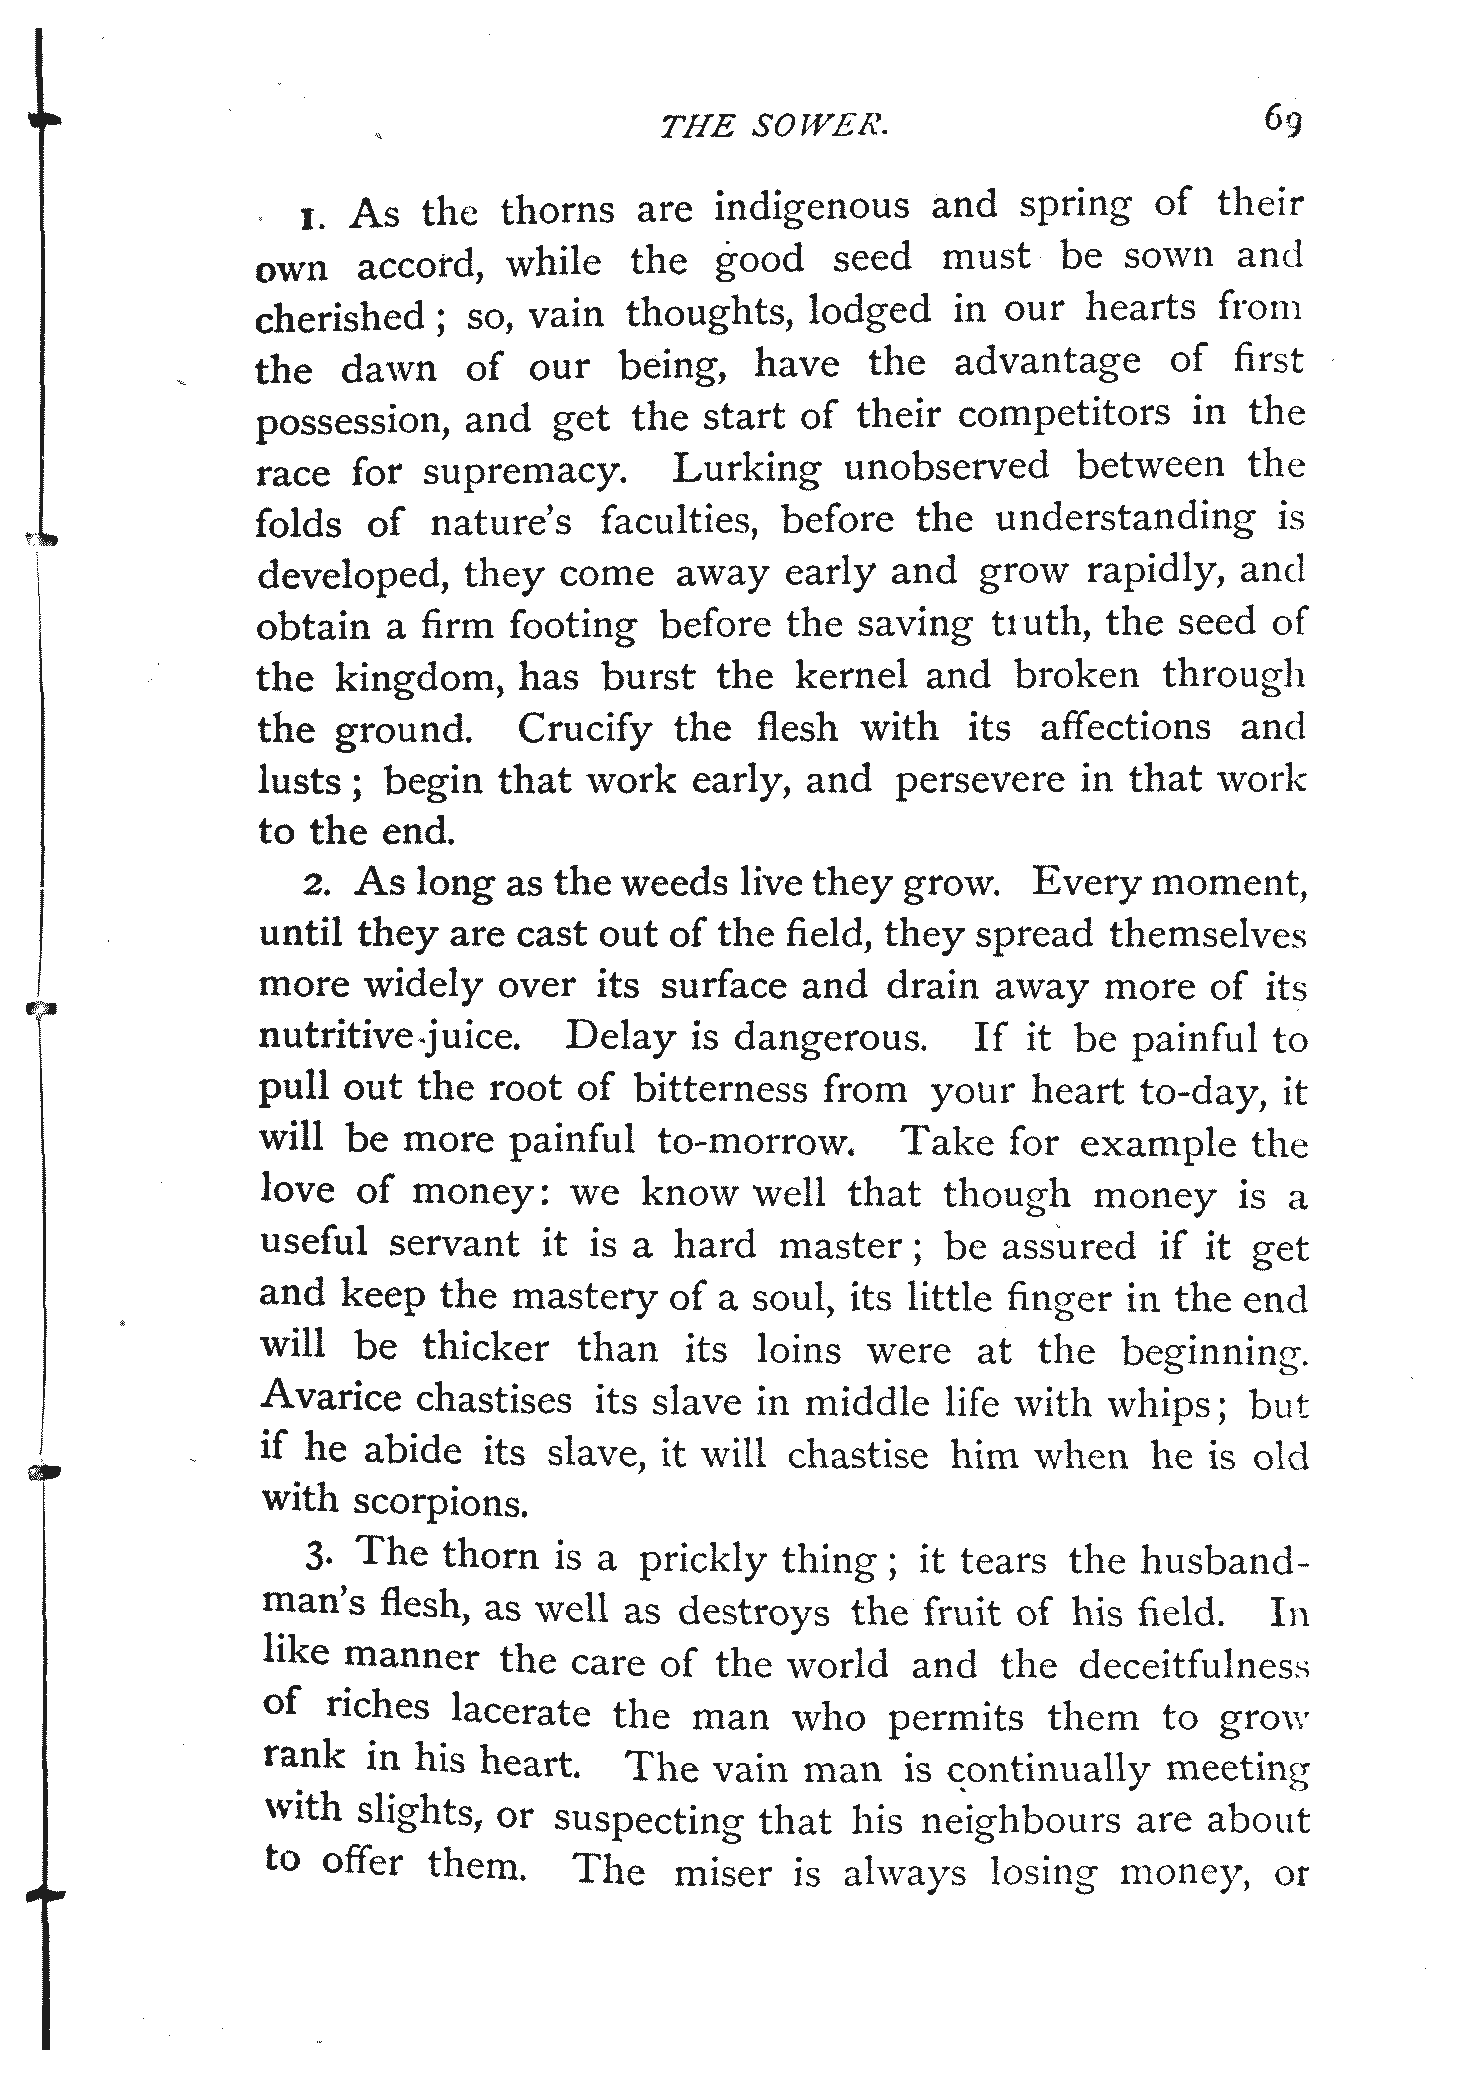 THE SOWER. 69
1. As the thorns are indigenous and spring of their
own accord, while the good seed must be sown and
cherished ; so, vain thoughts, lodged in our hearts from
the dawn of our being, have the advantage of first
possession, and get the start of their competitors in the
race for supremacy. Lurking unobserved between the
folds of nature's faculties, before the understanding is
developed, they come away early and grow rapidly, and
obtain a firm footing before the saving truth, the seed of
the kingdom, has burst the kernel and broken through
the ground. Crucify the flesh with its affections and
lusts ; begin that work early, and persevere in that work
to the end.
2. As long as the weeds live they grow. Every moment,
until they are cast out of the field, they spread themselves
more widely over its surface and drain away more of its
nutritive juice. Delay is dangerous. If it be painful to
pull out the root of bitterness from your heart to-day, it
will be more painful to-morrow. Take for example the
love of money: we know well that though money is a
useful servant it is a hard master ; be assured if it get
and keep the mastery of a soul, its little finger in the end
will be thicker than its loins were at the beginning.
Avarice chastises its slave in middle life with whips; but
if he abide its slave, it will chastise him when he is old
with scorpions.
3. The thorn is a prickly thing ; it tears the husband-
man's flesh, as well as destroys the fruit of his field. In
like manner the care of the world and the deceitfulness
of riches lacerate the man who permits them to grow
rank in his heart. The vain man is continually meeting
with slights, or suspecting that his neighbours are about
to offer them. The miser is always losing money, or